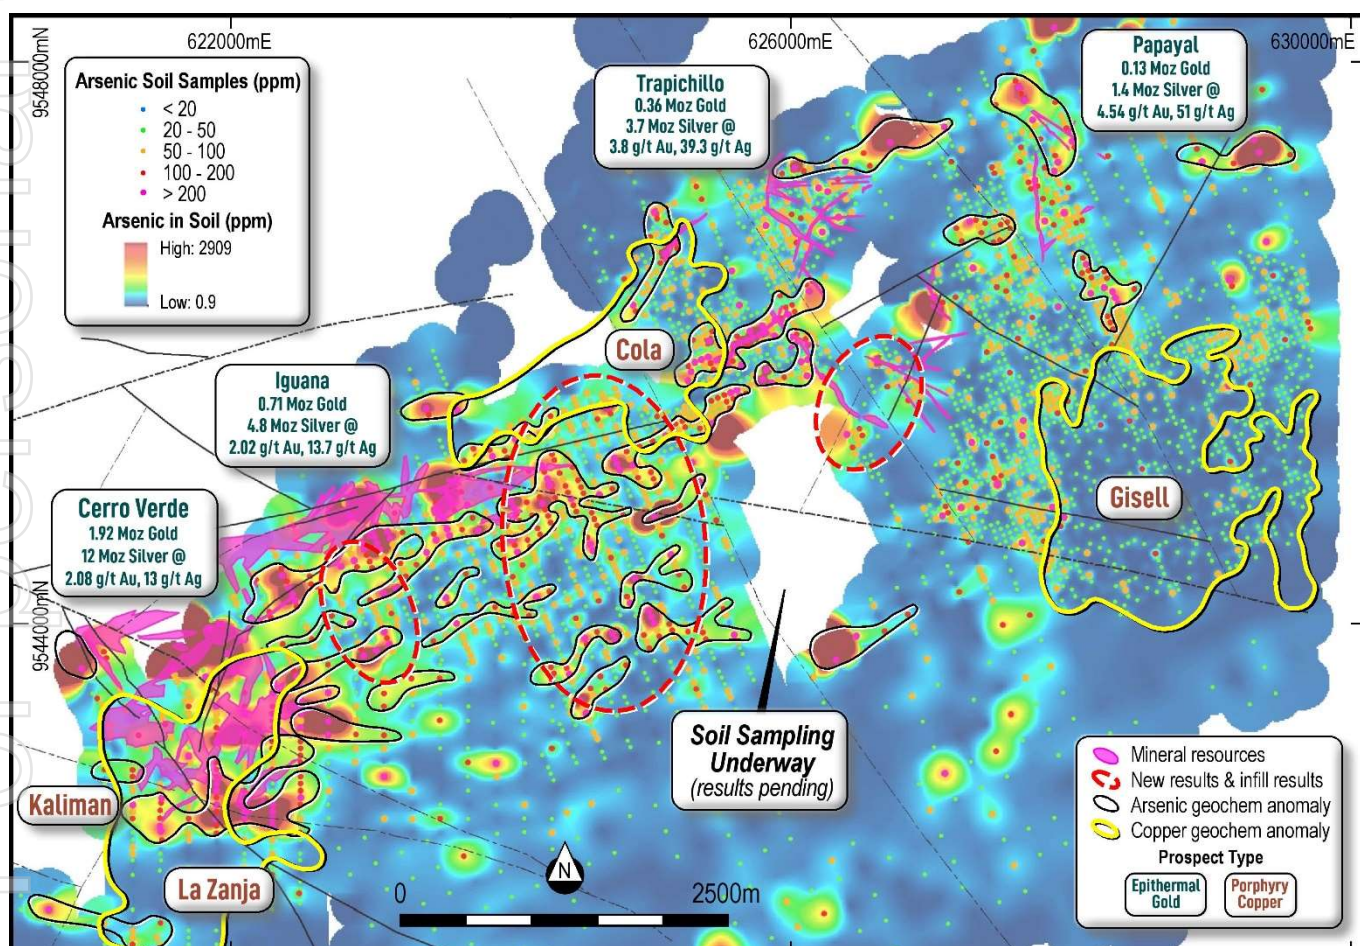 622000mE
626000mE
630000mE
9548000mN
9544000mN
Arsenic Soil Samples (ppm)
< 20
20 - 50
50 - 100
100 - 200
> 200
Arsenic in Soil (ppm)
High: 2909
Low: 0.9
Trapichillo
0.36 Moz Gold
3.7 Moz Silver @
3.8 g/t Au, 39.3 g/t Ag
Papayal
0.13 Moz Gold
1.4 Moz Silver @
4.54 g/t Au, 51 g/t Ag
Cola
Iguana
0.71 Moz Gold
4.8 Moz Silver @
2.02 g/t Au, 13.7 g/t Ag
Cerro Verde
1.92 Moz Gold
12 Moz Silver @
2.08 g/t Au, 13 g/t Ag
Gisell
Soil Sampling
Underway
(results pending)
Kaliman
La Zanja
N
0
2500m
Mineral resources
New results & infill results
Arsenic geochem anomaly
Copper geochem anomaly
Prospect Type
Epithermal
Gold
Porphyry
Copper